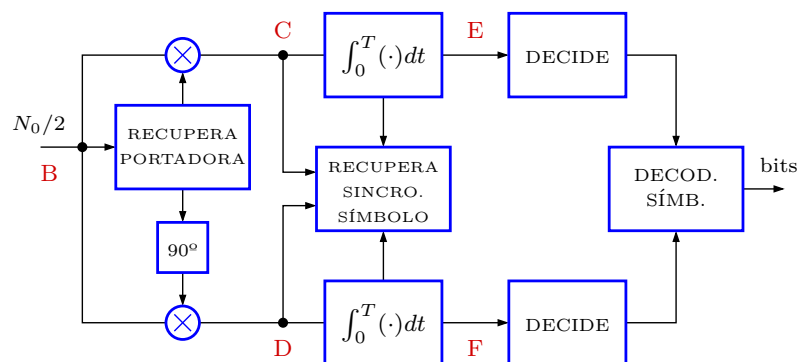 C
E
∫₀ᵀ(·)dt
DECIDE
N₀/2
B
RECUPERA
PORTADORA
RECUPERA
SINCRO.
SÍMBOLO
DECOD.
SÍMB.
bits
90º
D
F
∫₀ᵀ(·)dt
DECIDE